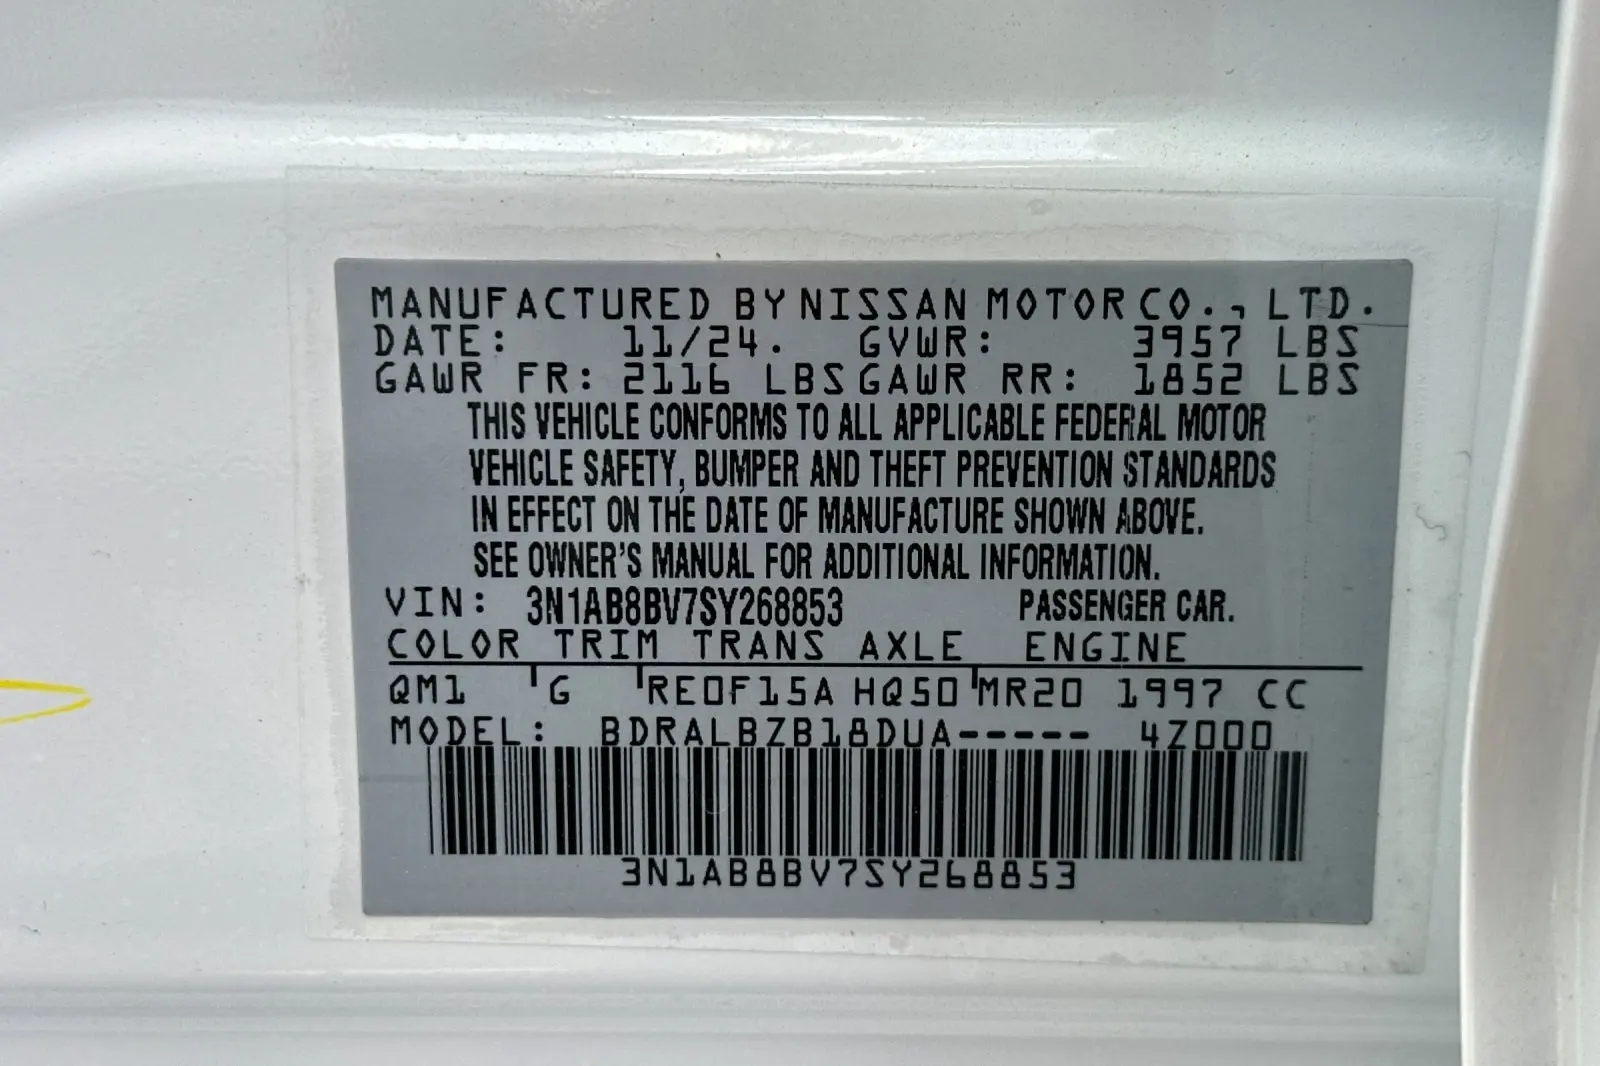 MANUFACTURED BY NISSAN MOTOR CO., LTD.
DATE: 11/24. GVWR: 3957 LBS
GAWR FR: 2116 LBS GAWR RR: 1852 LBS
THIS VEHICLE CONFORMS TO ALL APPLICABLE FEDERAL MOTOR
VEHICLE SAFETY, BUMPER AND THEFT PREVENTION STANDARDS
IN EFFECT ON THE DATE OF MANUFACTURE SHOWN ABOVE.
SEE OWNER'S MANUAL FOR ADDITIONAL INFORMATION.
VIN: 3N1AB8BV7SY268853 PASSENGER CAR.
COLOR TRIM TRANS AXLE ENGINE
QM1 G RE0F15A HQ50 MR20 1997 CC
MODEL: BDRALBZB18DUA----- 4Z000
3N1AB8BV7SY268853